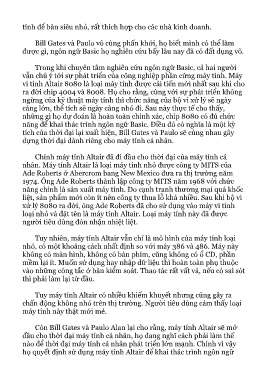 tính để bán siêu nhỏ, rất thích hợp cho các nhà kinh doanh.
Bill Gates và Paulo vô cùng phấn khởi, họ biết mình có thể làm
được gì, ngôn ngữ Basic họ nghiên cứu bấy lâu nay đã có đất dụng võ.
Trong khi chuyên tâm nghiên cứu ngôn ngữ Basic, cả hai người
vẫn chú ý tới sự phát triển của công nghiệp phần cứng máy tính. Máy
vi tính Altair 8080 là loại máy tính được cải tiến mới nhất sau khi cho
ra đời chip 4004 và 8008. Họ cho rằng, cùng với sự phát triển không
ngừng của kỹ thuật máy tính thì chức năng của bộ vi xử lý sẽ ngày
càng lớn, thể tích sẽ ngày càng nhỏ đi. Sau này thực tế cho thấy,
những gì họ dự đoán là hoàn toàn chính xác, chip 8080 có đủ chức
năng để khai thác trình ngôn ngữ Basic. Điều đó có nghĩa là một kỳ
tích của thời đại lại xuất hiện, Bill Gates và Paulo sẽ cùng nhau gây
dựng thời đại dành riêng cho máy tính cá nhân.
Chính máy tính Altair đã đi đầu cho thời đại của máy tính cá
nhân. Máy tính Altair là loại máy tính nhỏ được công ty MITS của
Ade Roberts ở Abercorn bang New Mexico đưa ra thị trường năm
1974. Ông Ade Roberts thành lập công ty MITS năm 1968 với chức
năng chính là sản xuất máy tính. Do cạnh tranh thương mại quá khốc
liệt, sản phẩm mới còn ít nên công ty thua lỗ khá nhiều. Sau khi bộ vi
xử lý 8080 ra đời, ông Ade Roberts đã cho sử dụng vào máy vi tính
loại nhỏ và đặt tên là máy tính Altair. Loại máy tính này đã được
người tiêu dùng đón nhận nhiệt liệt.
Tuy nhiên, máy tính Altair vẫn chỉ là mô hình của máy tính loại
nhỏ, có một khoảng cách nhất định so với máy 386 và 486. Máy này
không có màn hình, không có bàn phím, cũng không có ổ CD, phần
mềm lại ít. Muốn sử dụng hay nhập dữ liệu thì hoàn toàn phụ thuộc
vào những công tắc ở bàn kiểm soát. Thao tác rất vất vả, nếu có sai sót
thì phải làm lại từ đầu.
Tuy máy tính Altair có nhiều khiếm khuyết nhưng cũng gây ra
chấn động không nhỏ trên thị trường. Người tiêu dùng cảm thấy loại
máy tính này thật mới mẻ.
Còn Bill Gates và Paulo Alan lại cho rằng, máy tính Altair sẽ mở
đầu cho thời đại máy tính cá nhân, họ đang nghĩ cách phải làm thế
nào để thời đại máy tính cá nhân phát triển lớn mạnh. Chính vì vậy
họ quyết định sử dụng máy tính Altair để khai thác trình ngôn ngữ